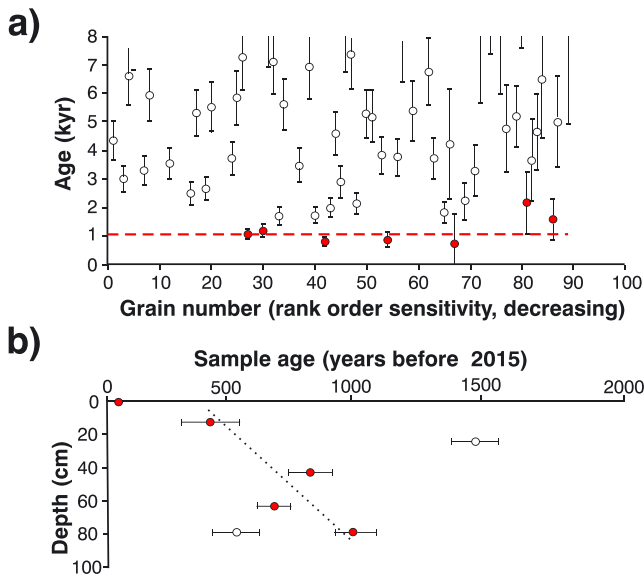 a)
8
7
6
5
4
3
2
1
0
Age (kyr)
0 10 20 30 40 50 60 70 80 90 100
Grain number (rank order sensitivity, decreasing)
b)
Sample age (years before 2015)
0 500 1000 1500 2000
0
20
40
60
80
100
Depth (cm)